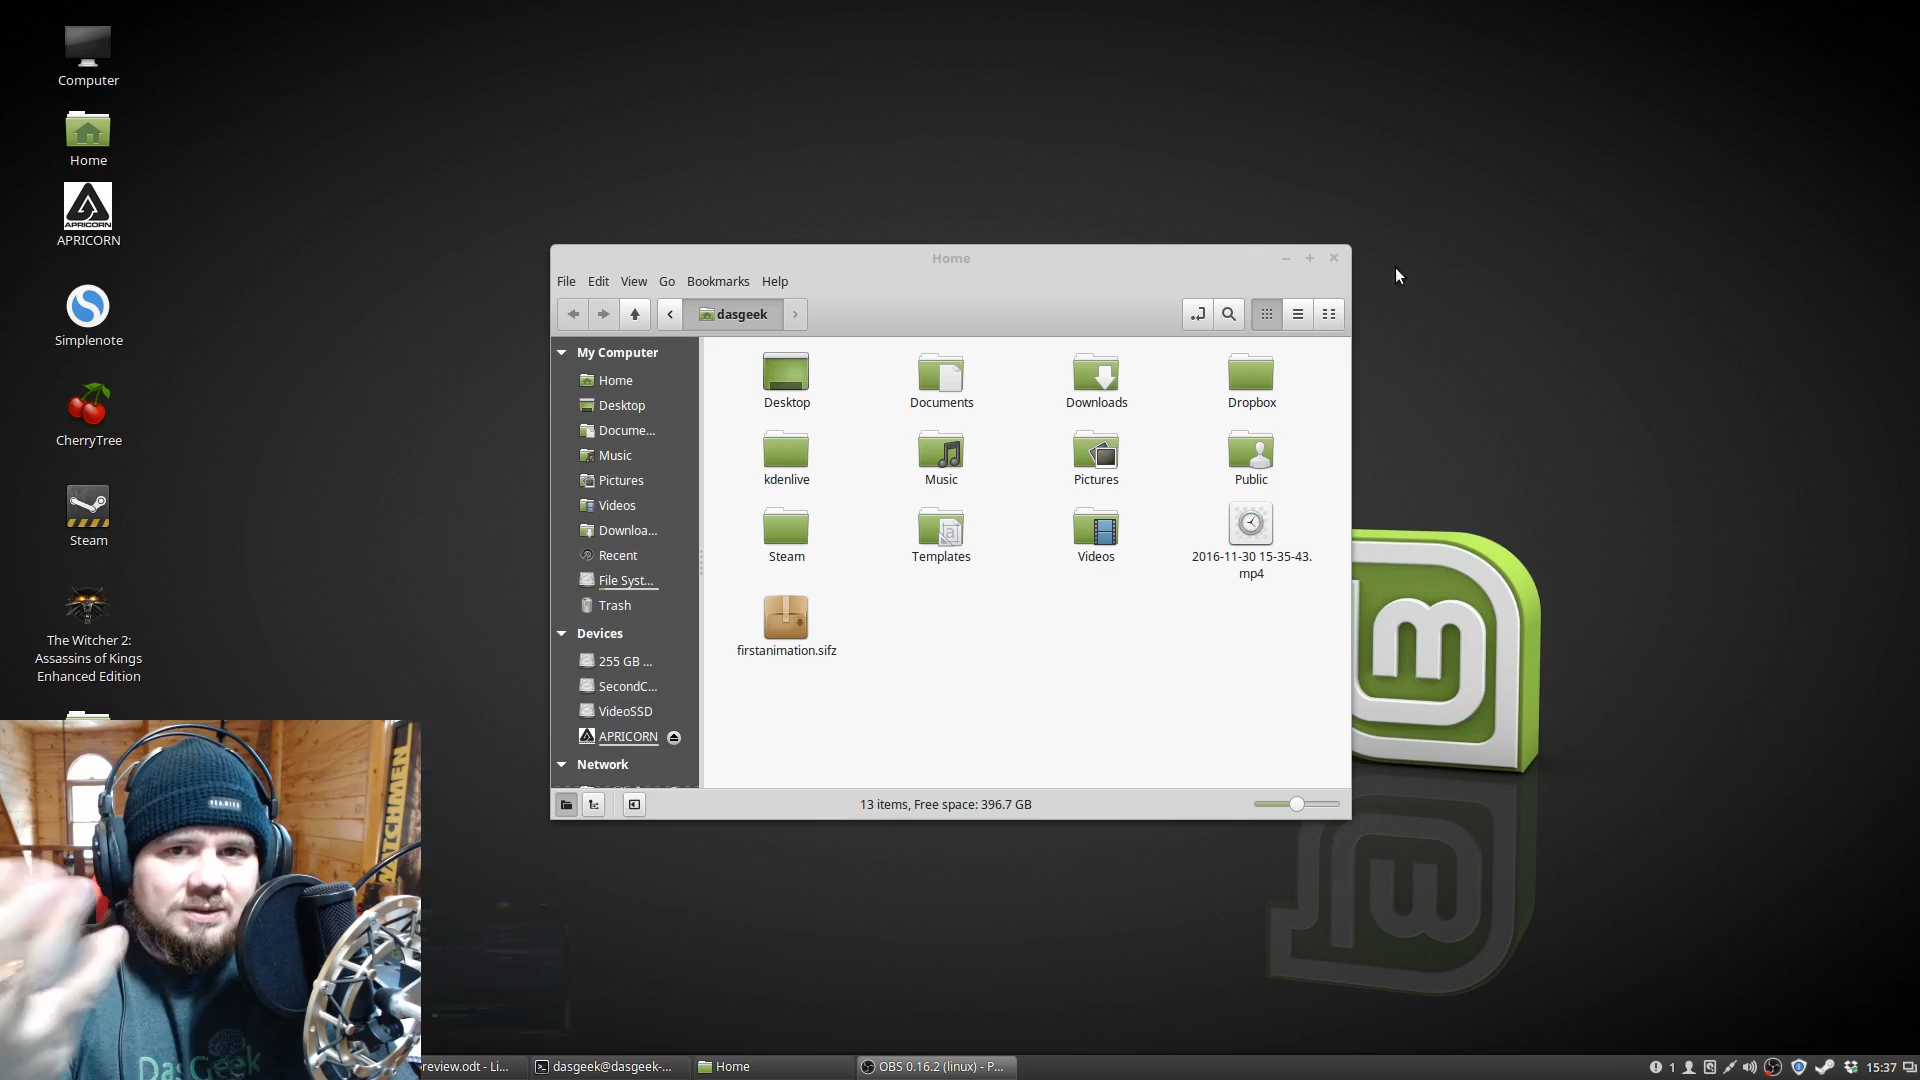 Computer
Home
APRICORN
APRICORN
Simplenote
CherryTree
Steam
The Witcher 2:
Assassins of Kings
Enhanced Edition
Home
File Edit View Go Bookmarks Help
dasgeek
My Computer
Home
Desktop
Docume...
Music
Pictures
Videos
Downloa...
Recent
File Syst...
Trash
Devices
255 GB ...
SecondC...
VideoSSD
APRICORN
Network
Desktop
Documents
Downloads
Dropbox
kdenlive
Music
Pictures
Public
Steam
Templates
Videos
2016-11-30 15-35-43.
mp4
firstanimation.sifz
13 items, Free space: 396.7 GB
WATCHMEN
DasGeek
review.odt - Li...
dasgeek@dasgeek-...
Home
OBS 0.16.2 (linux) - P...
1
15:37